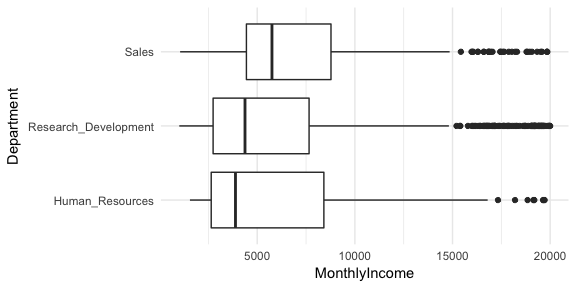 Department
Sales
Research_Development
Human_Resources
5000 10000 15000 20000
MonthlyIncome